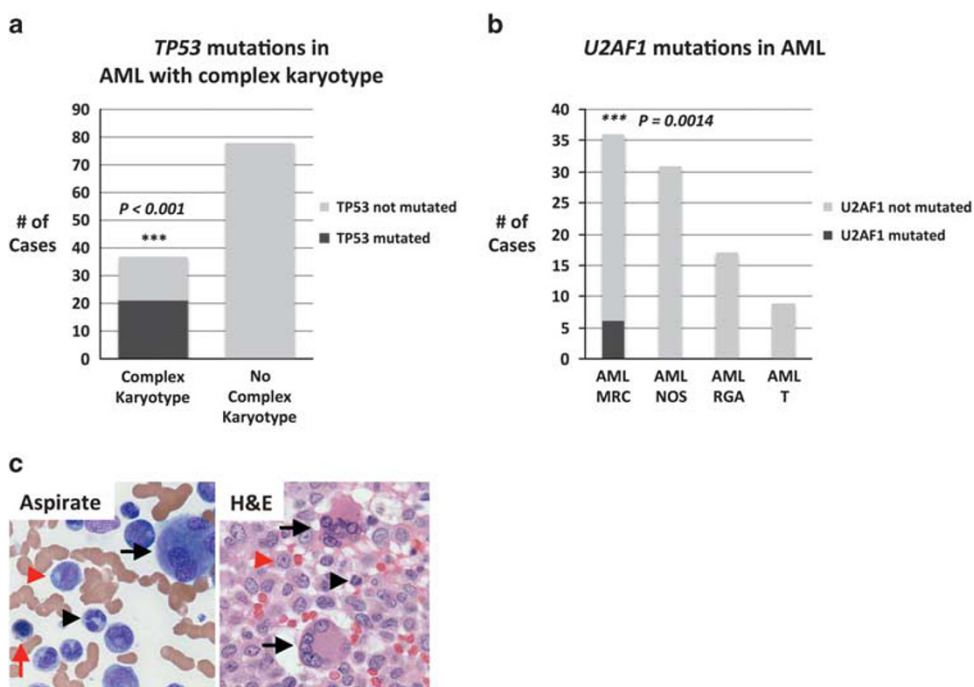 a
TP53 mutations in
AML with complex karyotype
90
80
70
60
50
40
30
20
10
0
# of
Cases
P < 0.001
***
TP53 not mutated
TP53 mutated
Complex
Karyotype
No
Complex
Karyotype
b
U2AF1 mutations in AML
40
35
30
25
20
15
10
5
0
# of
Cases
*** P = 0.0014
U2AF1 not mutated
U2AF1 mutated
AML
MRC
AML
NOS
AML
RGA
AML
T
c
Aspirate
H&E